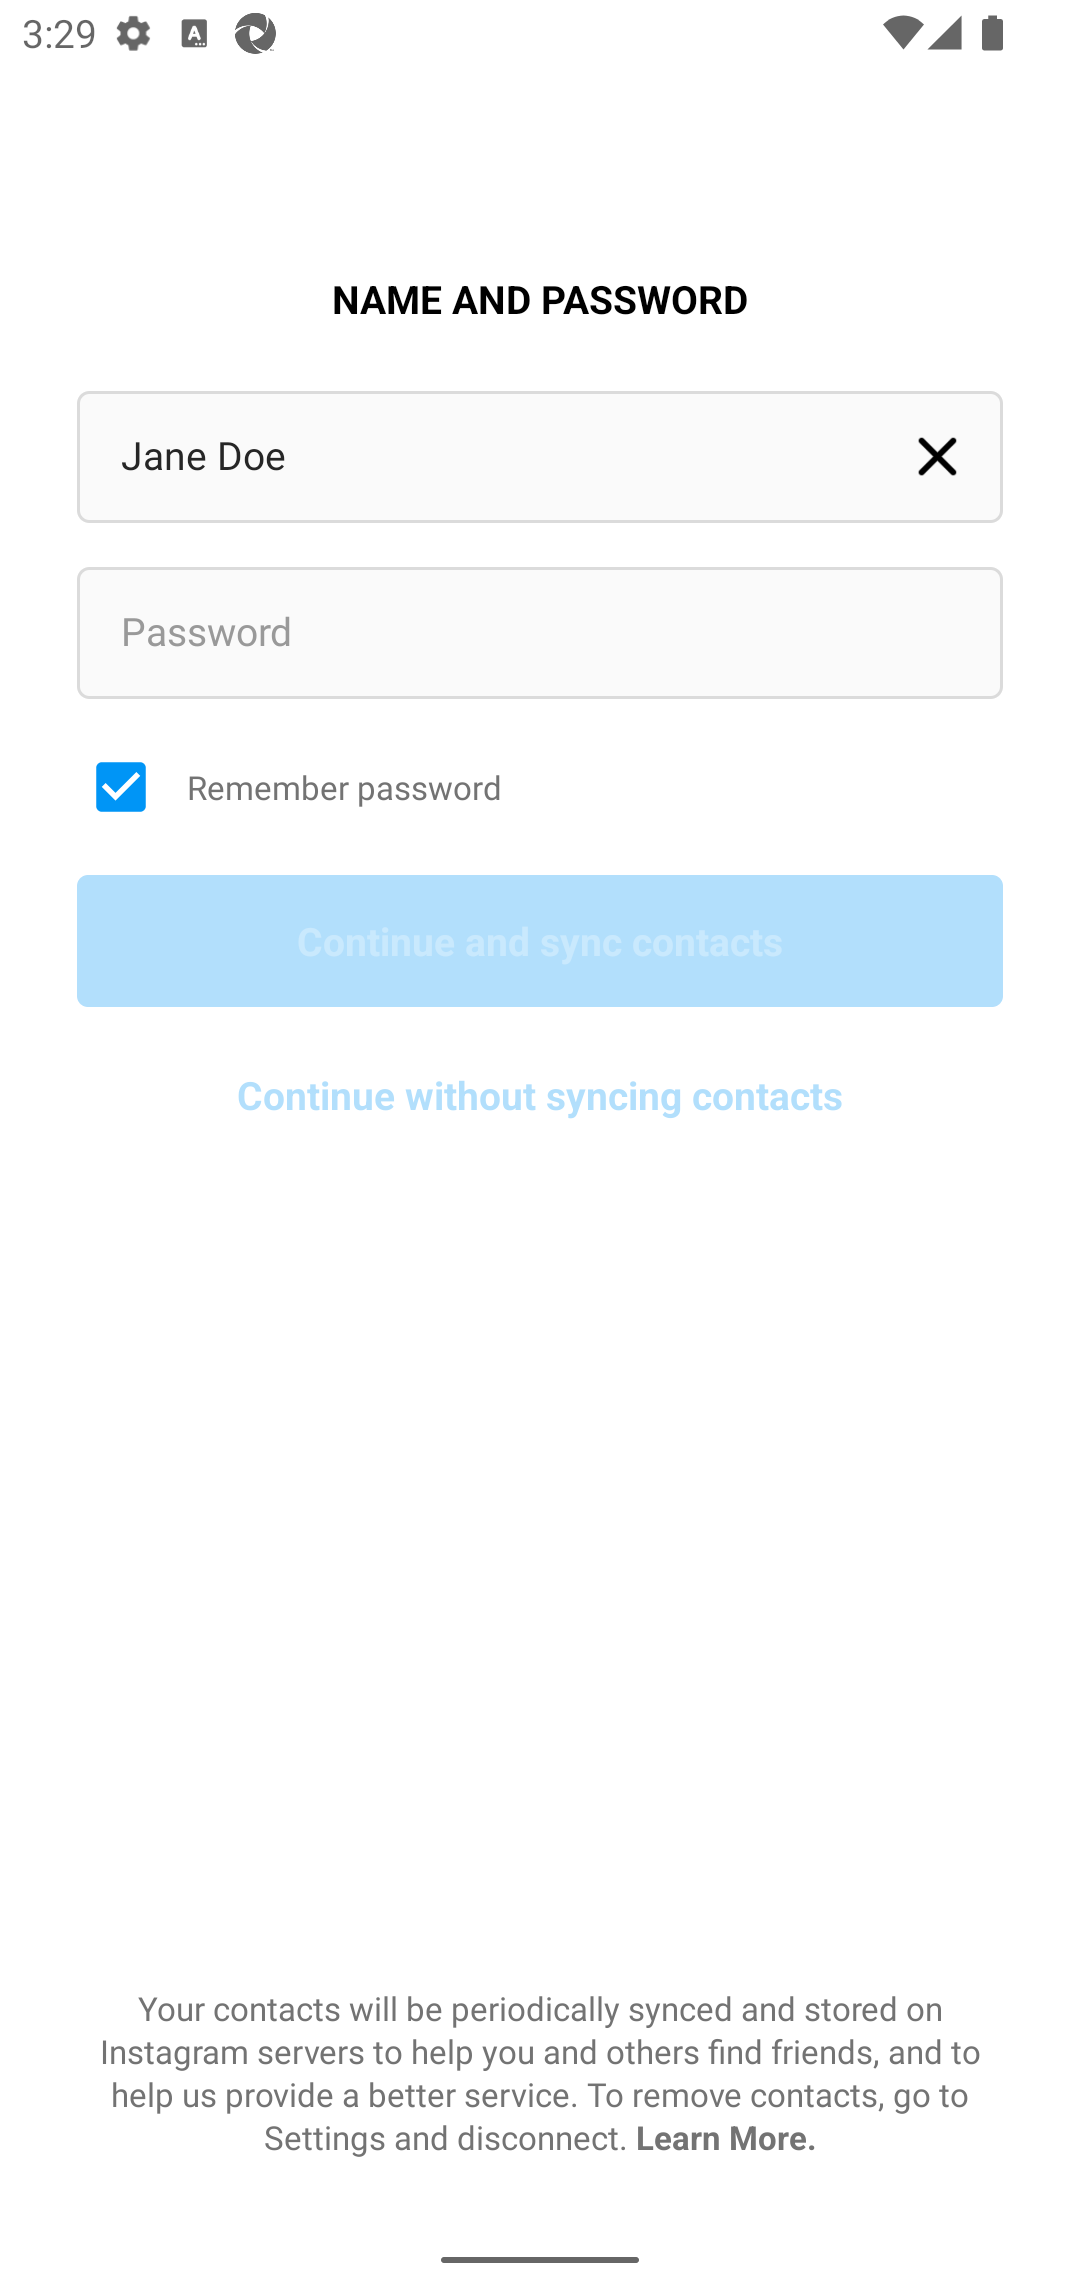 3:29
NAME AND PASSWORD
Jane Doe
Password
Remember password
Continue and sync contacts
Continue without syncing contacts
Your contacts will be periodically synced and stored on
Instagram servers to help you and others find friends, and to
help us provide a better service. To remove contacts, go to
Settings and disconnect. Learn More.